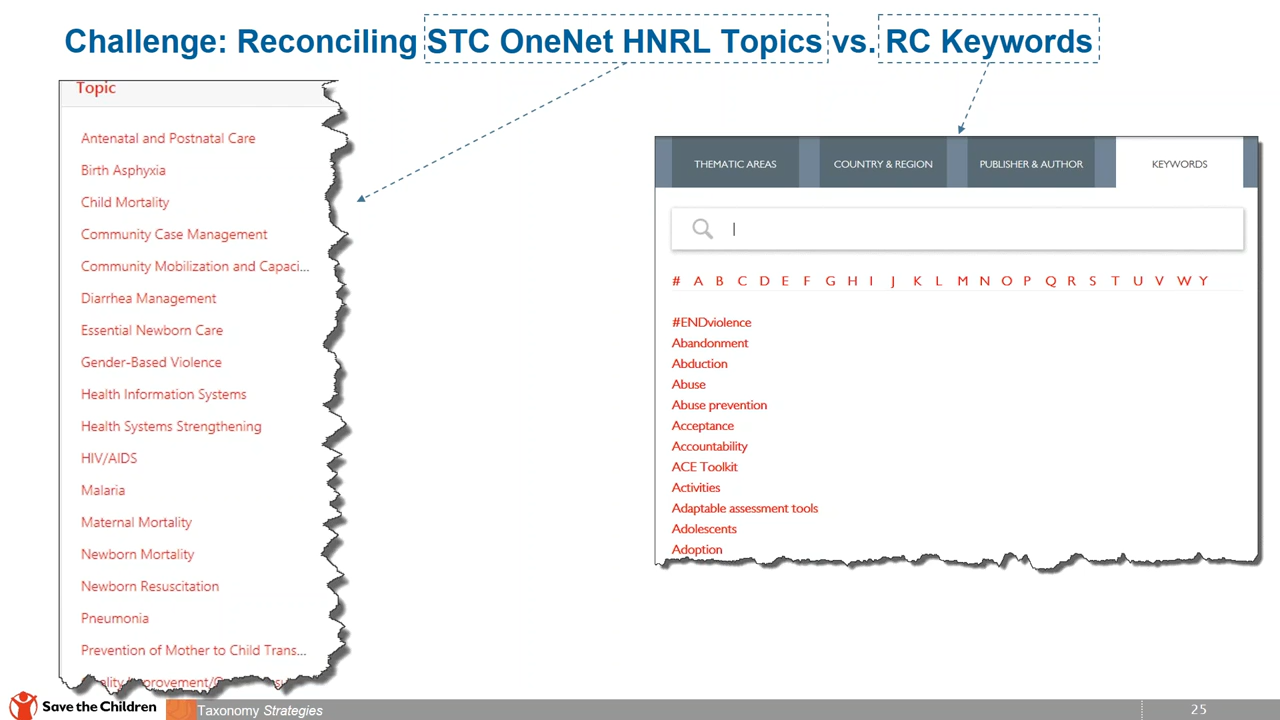 Challenge: Reconciling STC OneNet HNRL Topics vs. RC Keywords
Topic
Antenatal and Postnatal Care
Birth Asphyxia
Child Mortality
Community Case Management
Community Mobilization and Capaci...
Diarrhea Management
Essential Newborn Care
Gender-Based Violence
Health Information Systems
Health Systems Strengthening
HIV/AIDS
Malaria
Maternal Mortality
Newborn Mortality
Newborn Resuscitation
Pneumonia
Prevention of Mother to Child Trans...
THEMATIC AREAS
COUNTRY & REGION
PUBLISHER & AUTHOR
KEYWORDS
# A B C D E F G H I J K L M N O P Q R S T U V W Y
#ENDviolence
Abandonment
Abduction
Abuse
Abuse prevention
Acceptance
Accountability
ACE Toolkit
Activities
Adaptable assessment tools
Adolescents
Adoption
Save the Children
Taxonomy Strategies
25